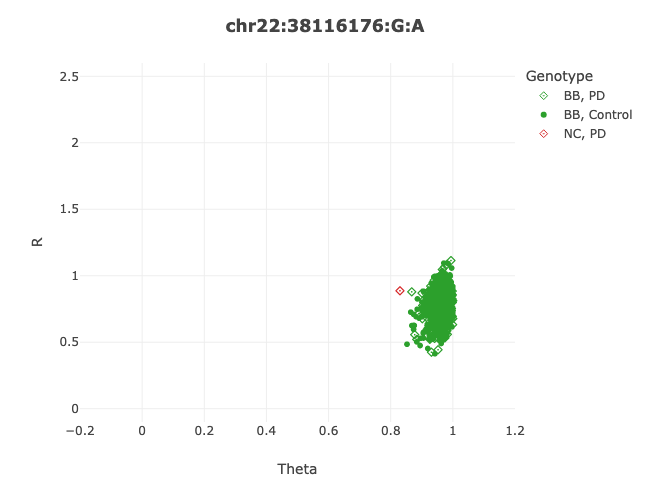 chr22:38116176:G:A
Genotype
BB, PD
BB, Control
NC, PD
2.5
2
1.5
1
0.5
0
R
−0.2 0 0.2 0.4 0.6 0.8 1 1.2
Theta